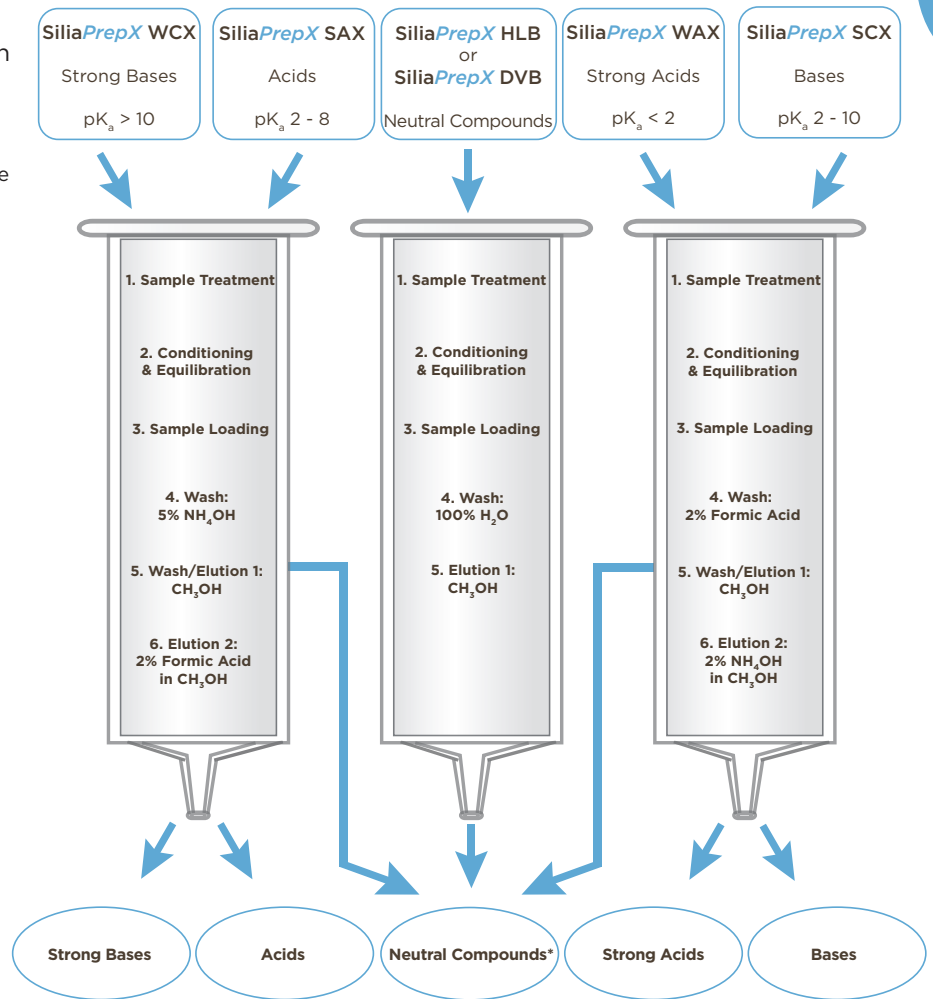 n
e
SiliaPrepX WCX
Strong Bases
pKa > 10
SiliaPrepX SAX
Acids
pKa 2 - 8
SiliaPrepX HLB
or
SiliaPrepX DVB
Neutral Compounds
SiliaPrepX WAX
Strong Acids
pKa < 2
SiliaPrepX SCX
Bases
pKa 2 - 10
1. Sample Treatment
2. Conditioning
& Equilibration
3. Sample Loading
4. Wash:
5% NH4OH
5. Wash/Elution 1:
CH3OH
6. Elution 2:
2% Formic Acid
in CH3OH
1. Sample Treatment
2. Conditioning
& Equilibration
3. Sample Loading
4. Wash:
100% H2O
5. Elution 1:
CH3OH
1. Sample Treatment
2. Conditioning
& Equilibration
3. Sample Loading
4. Wash:
2% Formic Acid
5. Wash/Elution 1:
CH3OH
6. Elution 2:
2% NH4OH
in CH3OH
Strong Bases
Acids
Neutral Compounds*
Strong Acids
Bases